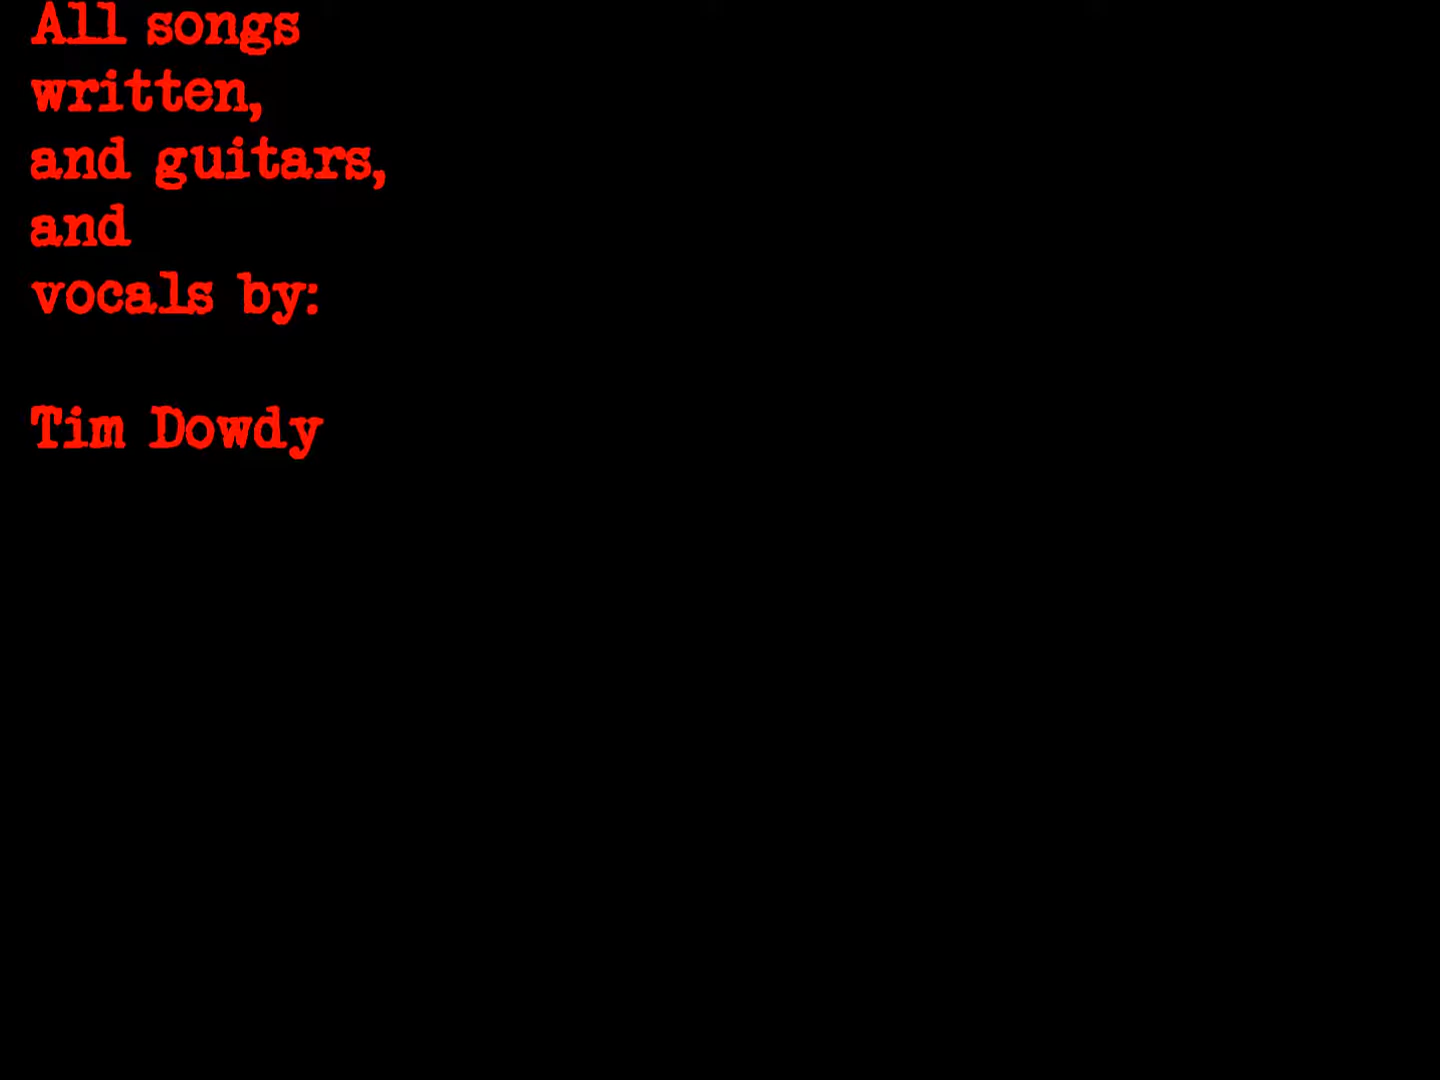 All songs
written,
and guitars,
and
vocals by:
Tim Dowdy